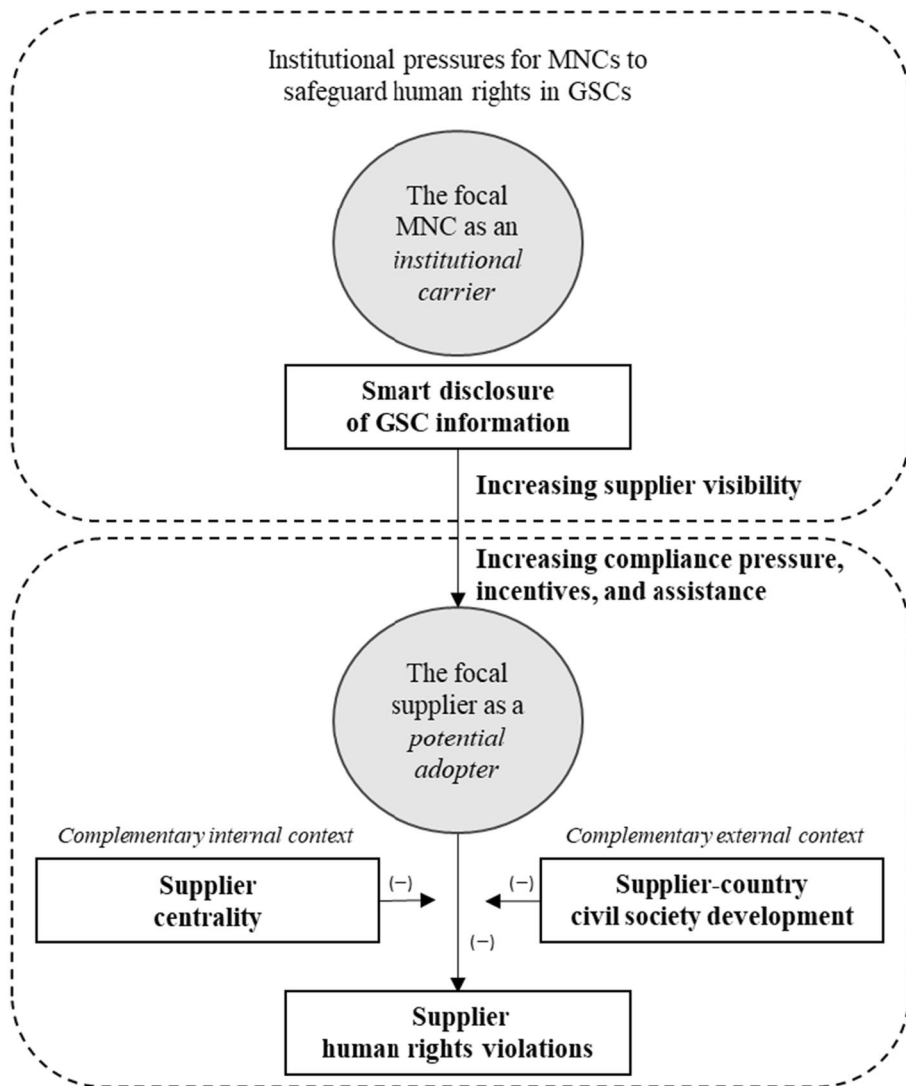 Institutional pressures for MNCs to
safeguard human rights in GSCs
The focal
MNC as an
institutional
carrier
Smart disclosure
of GSC information
Increasing supplier visibility
Increasing compliance pressure,
incentives, and assistance
The focal
supplier as a
potential
adopter
Complementary internal context
Supplier
centrality
(−)
Complementary external context
(−)
Supplier-country
civil society development
(−)
Supplier
human rights violations